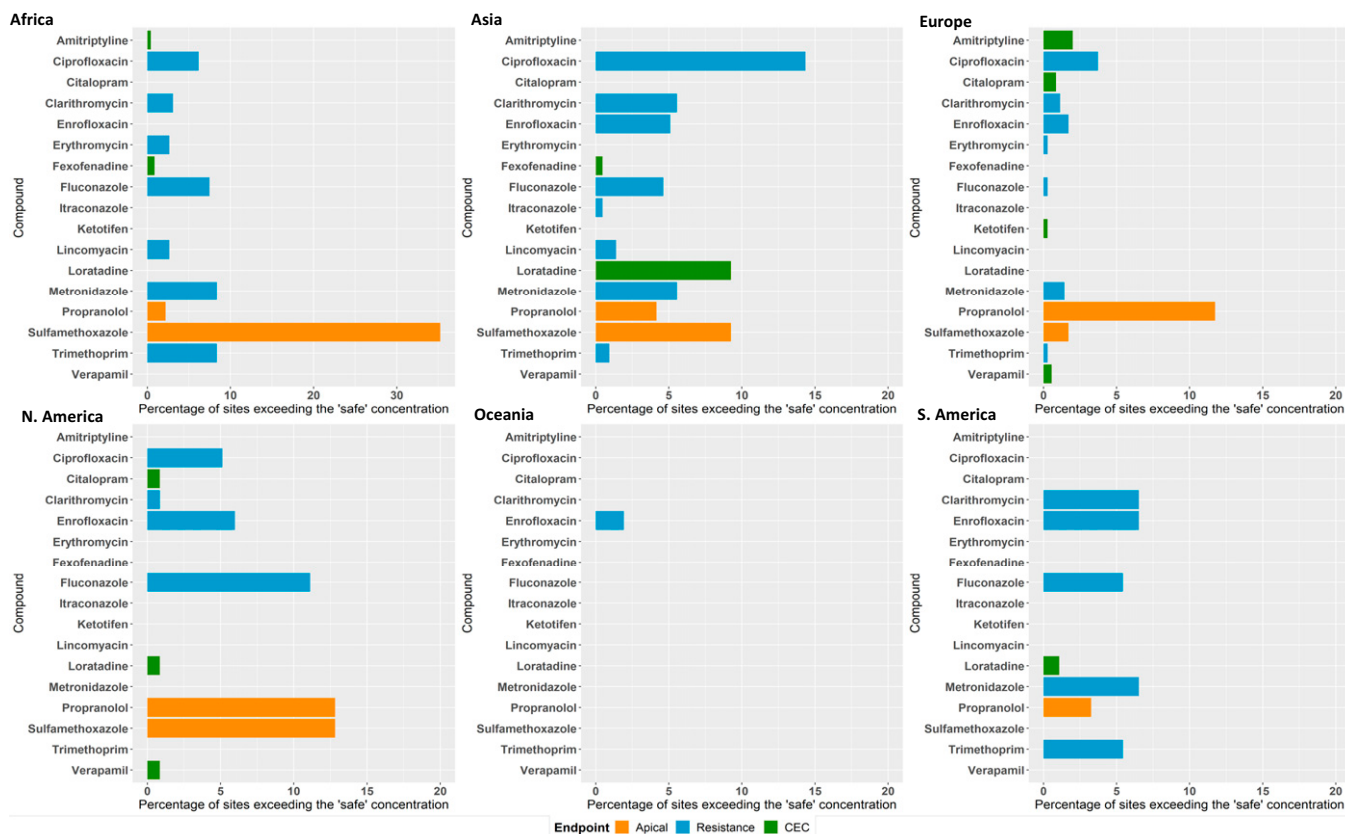 Africa
Compound
Amitriptyline
Ciprofloxacin
Citalopram
Clarithromycin
Enrofloxacin
Erythromycin
Fexofenadine
Fluconazole
Itraconazole
Ketotifen
Lincomyacin
Loratadine
Metronidazole
Propranolol
Sulfamethoxazole
Trimethoprim
Verapamil
0 10 20 30
Percentage of sites exceeding the 'safe' concentration
Asia
Compound
Amitriptyline
Ciprofloxacin
Citalopram
Clarithromycin
Enrofloxacin
Erythromycin
Fexofenadine
Fluconazole
Itraconazole
Ketotifen
Lincomyacin
Loratadine
Metronidazole
Propranolol
Sulfamethoxazole
Trimethoprim
Verapamil
0 5 10 15 20
Percentage of sites exceeding the 'safe' concentration
Europe
Compound
Amitriptyline
Ciprofloxacin
Citalopram
Clarithromycin
Enrofloxacin
Erythromycin
Fexofenadine
Fluconazole
Itraconazole
Ketotifen
Lincomyacin
Loratadine
Metronidazole
Propranolol
Sulfamethoxazole
Trimethoprim
Verapamil
0 5 10 15 20
Percentage of sites exceeding the 'safe' concentration
N. America
Compound
Amitriptyline
Ciprofloxacin
Citalopram
Clarithromycin
Enrofloxacin
Erythromycin
Fexofenadine
Fluconazole
Itraconazole
Ketotifen
Lincomyacin
Loratadine
Metronidazole
Propranolol
Sulfamethoxazole
Trimethoprim
Verapamil
0 5 10 15 20
Percentage of sites exceeding the 'safe' concentration
Oceania
Compound
Amitriptyline
Ciprofloxacin
Citalopram
Clarithromycin
Enrofloxacin
Erythromycin
Fexofenadine
Fluconazole
Itraconazole
Ketotifen
Lincomyacin
Loratadine
Metronidazole
Propranolol
Sulfamethoxazole
Trimethoprim
Verapamil
0 5 10 15 20
Percentage of sites exceeding the 'safe' concentration
S. America
Compound
Amitriptyline
Ciprofloxacin
Citalopram
Clarithromycin
Enrofloxacin
Erythromycin
Fexofenadine
Fluconazole
Itraconazole
Ketotifen
Lincomyacin
Loratadine
Metronidazole
Propranolol
Sulfamethoxazole
Trimethoprim
Verapamil
0 5 10 15 20
Percentage of sites exceeding the 'safe' concentration
Endpoint Apical Resistance CEC